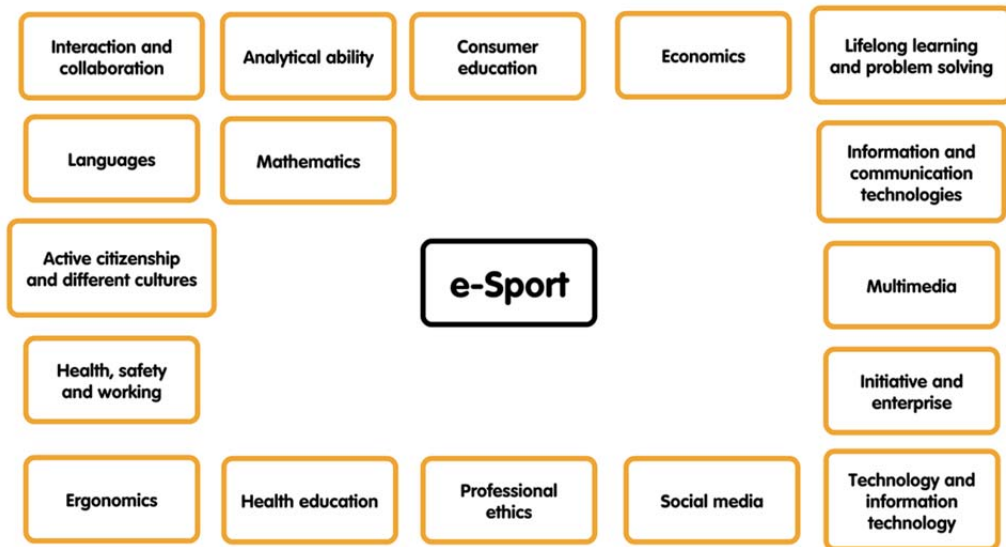 Interaction and
collaboration
Analytical ability
Consumer
education
Economics
Lifelong learning
and problem solving
Languages
Mathematics
Information and
communication
technologies
Active citizenship
and different cultures
e-Sport
Multimedia
Health, safety
and working
Initiative and
enterprise
Ergonomics
Health education
Professional
ethics
Social media
Technology and
information
technology